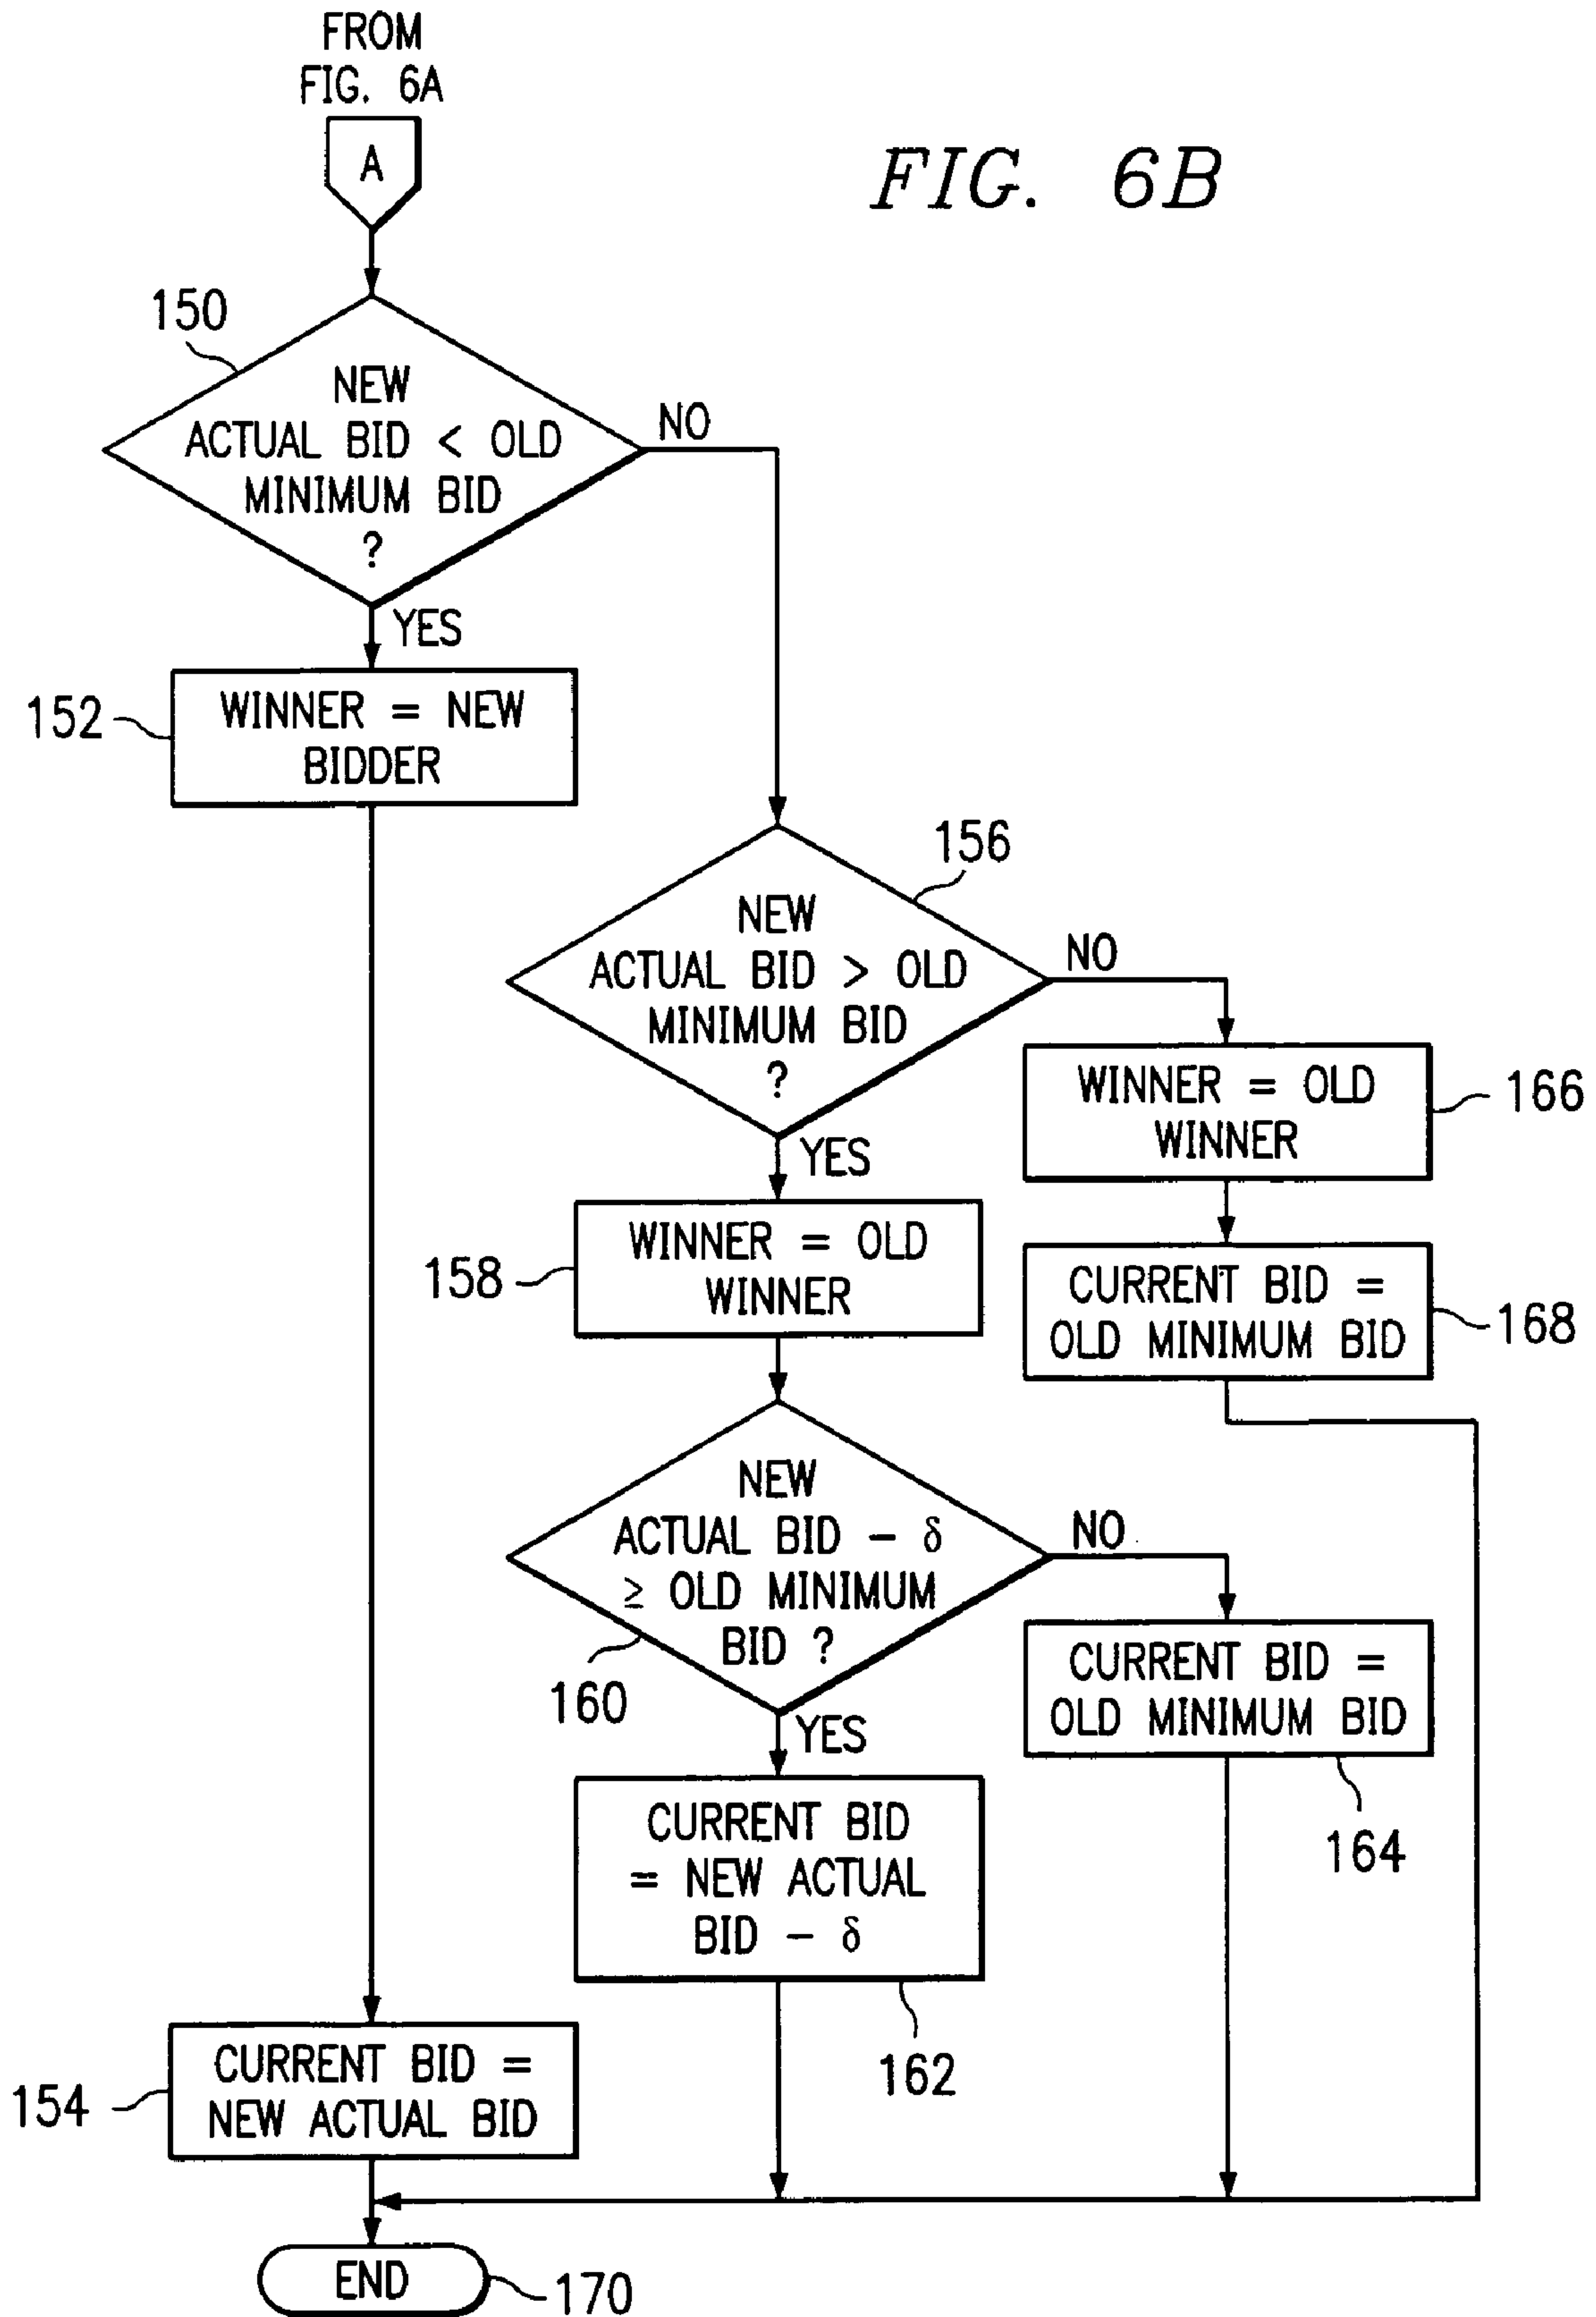 FROM
FIG. 6A
A
FIG. 6B
150
NEW
ACTUAL BID < OLD
MINIMUM BID
?
NO
YES
152
WINNER = NEW
BIDDER
156
NEW
ACTUAL BID > OLD
MINIMUM BID
?
NO
YES
WINNER = OLD
WINNER
166
158
WINNER = OLD
WINNER
CURRENT BID =
OLD MINIMUM BID
168
NEW
ACTUAL BID - δ
≥ OLD MINIMUM
BID ?
NO
160
YES
CURRENT BID =
OLD MINIMUM BID
164
CURRENT BID
= NEW ACTUAL
BID - δ
162
154
CURRENT BID =
NEW ACTUAL BID
END
170